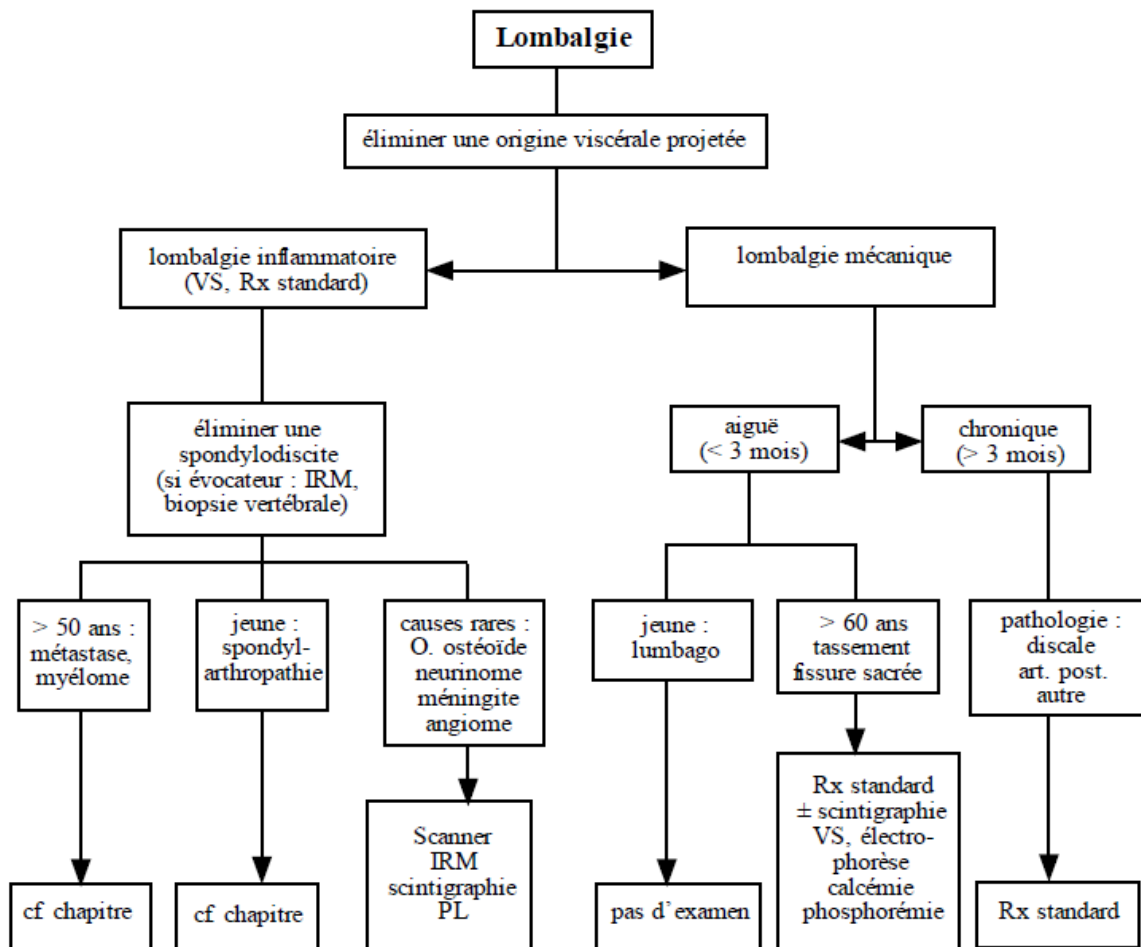 Lombalgie
éliminer une origine viscérale projetée
lombalgie inflammatoire
(VS, Rx standard)
lombalgie mécanique
éliminer une
spondylodiscite
(si évocateur : IRM,
biopsie vertébrale)
aiguë
(< 3 mois)
chronique
(> 3 mois)
> 50 ans :
métastase,
myélome
jeune :
spondyl-
arthropathie
causes rares :
O. ostéoïde
neurinome
méningite
angiome
jeune :
lumbago
> 60 ans
tassement
fissure sacrée
pathologie :
discale
art. post.
autre
cf chapitre
cf chapitre
Scanner
IRM
scintigraphie
PL
pas d'examen
Rx standard
± scintigraphie
VS, électro-
phorèse
calcémie
phosphorémie
Rx standard